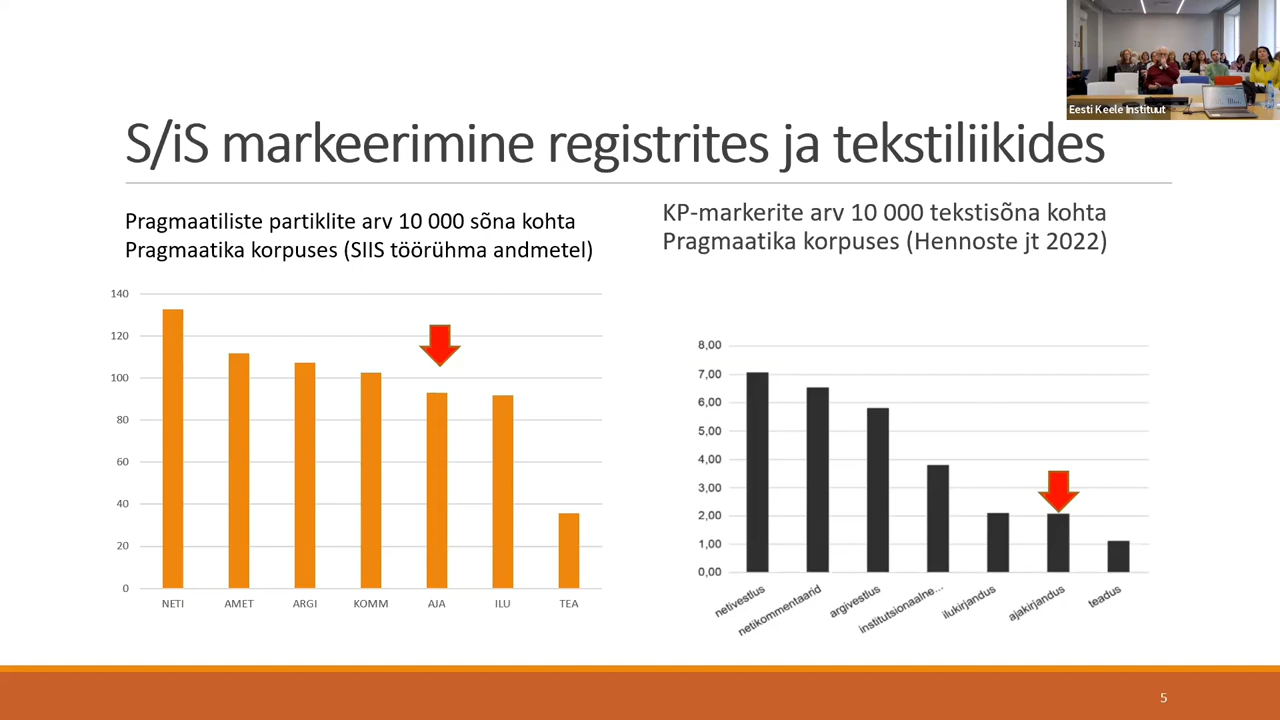 Eesti Keele Instituut
S/iS markeerimine registrites ja tekstiliikides
Pragmaatiliste partiklite arv 10 000 sõna kohta
Pragmaatika korpuses (SIIS töörühma andmetel)
140
120
100
80
60
40
20
0
NETI AMET ARGI KOMM AJA ILU TEA
KP-markerite arv 10 000 tekstisõna kohta
Pragmaatika korpuses (Hennoste jt 2022)
8,00
7,00
6,00
5,00
4,00
3,00
2,00
1,00
0,00
netivestlus
netikommentaarid
argivestlus
institutsionaalne...
ilukirjandus
ajakirjandus
teadus
5